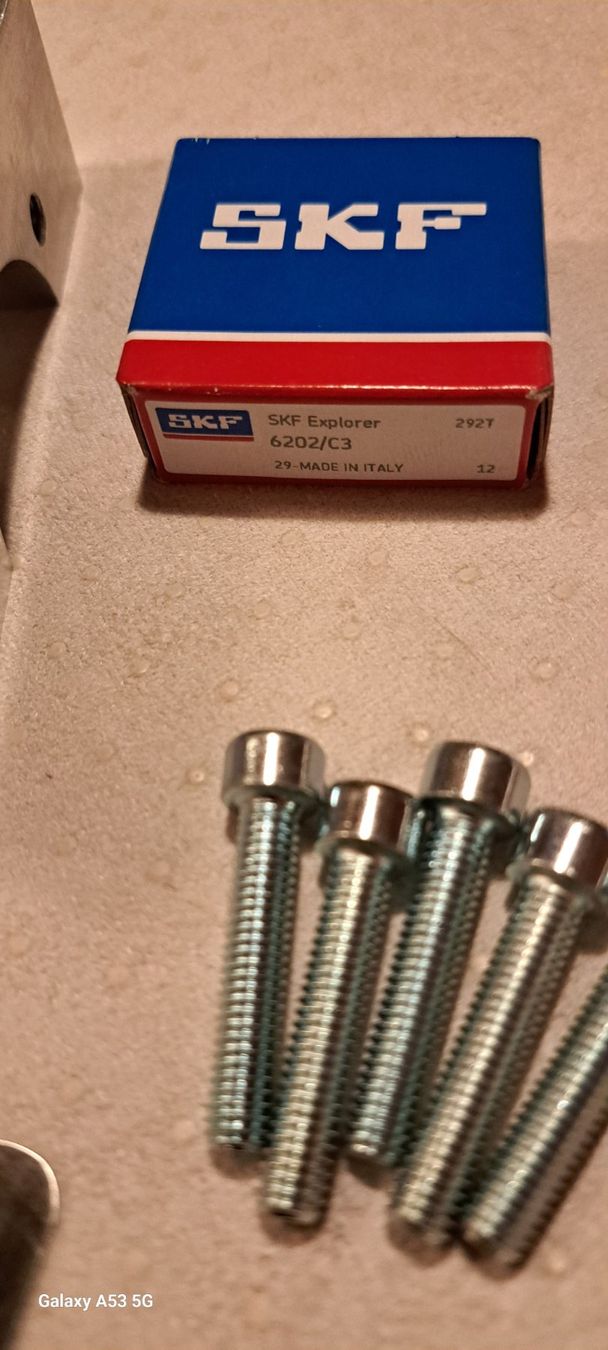 SKF
SKF SKF Explorer 292T
6202/C3
29-MADE IN ITALY 12
Galaxy A53 5G